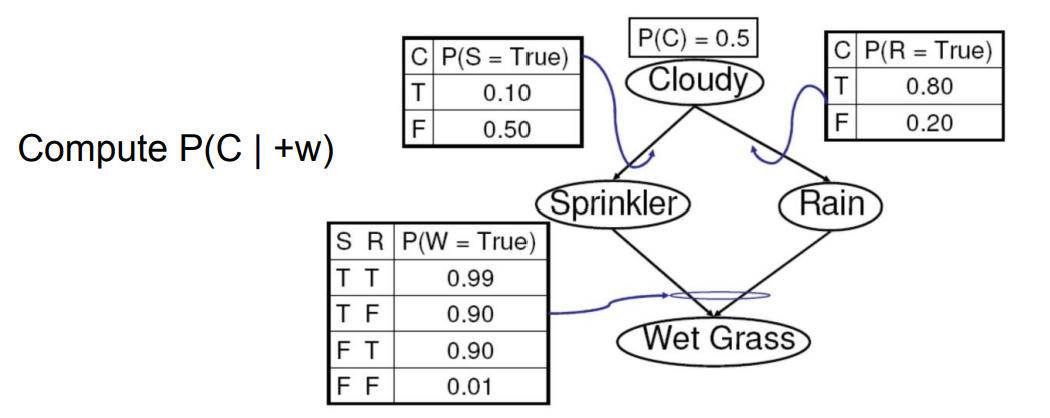 Compute P(C | +w)
C P(S = True)
T 0.10
F 0.50
P(C) = 0.5
Cloudy
C P(R = True)
T 0.80
F 0.20
Sprinkler
Rain
S R P(W = True)
T T 0.99
T F 0.90
F T 0.90
F F 0.01
Wet Grass